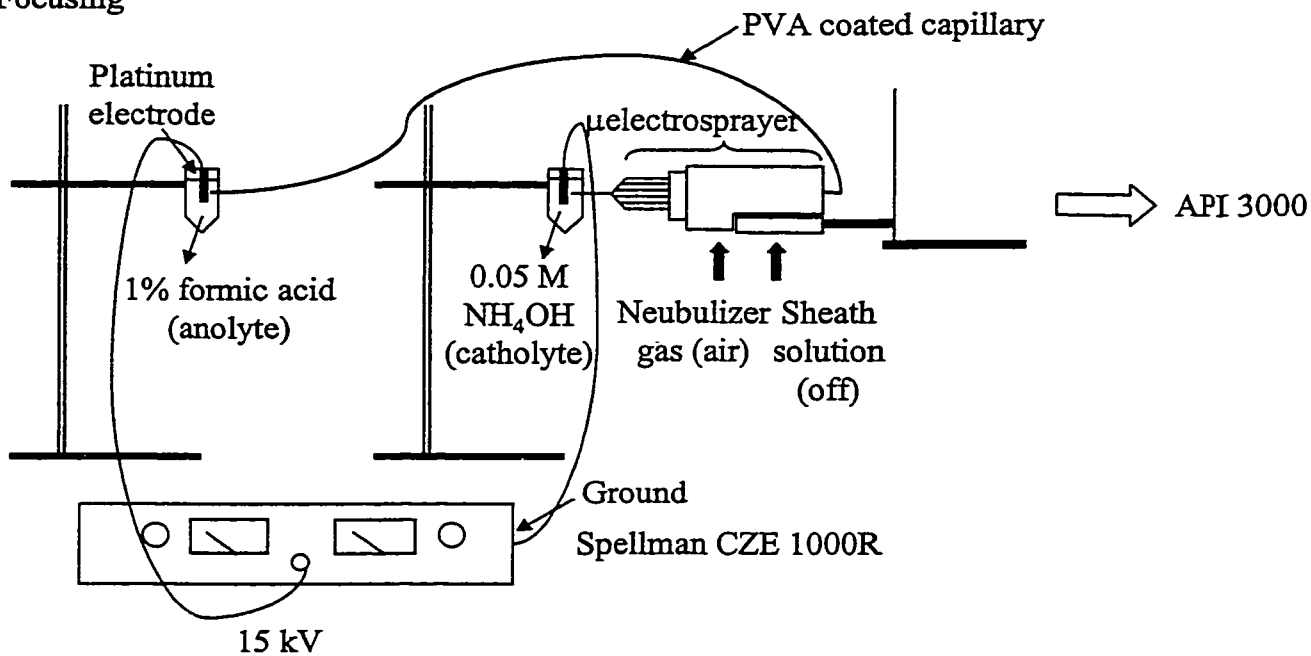 Focusing
PVA coated capillary
Platinum
electrode
μelectrosprayer
API 3000
1% formic acid
(anolyte)
0.05 M
NH₄OH
(catholyte)
Neubulizer
gas (air)
Sheath
solution
(off)
Ground
Spellman CZE 1000R
15 kV